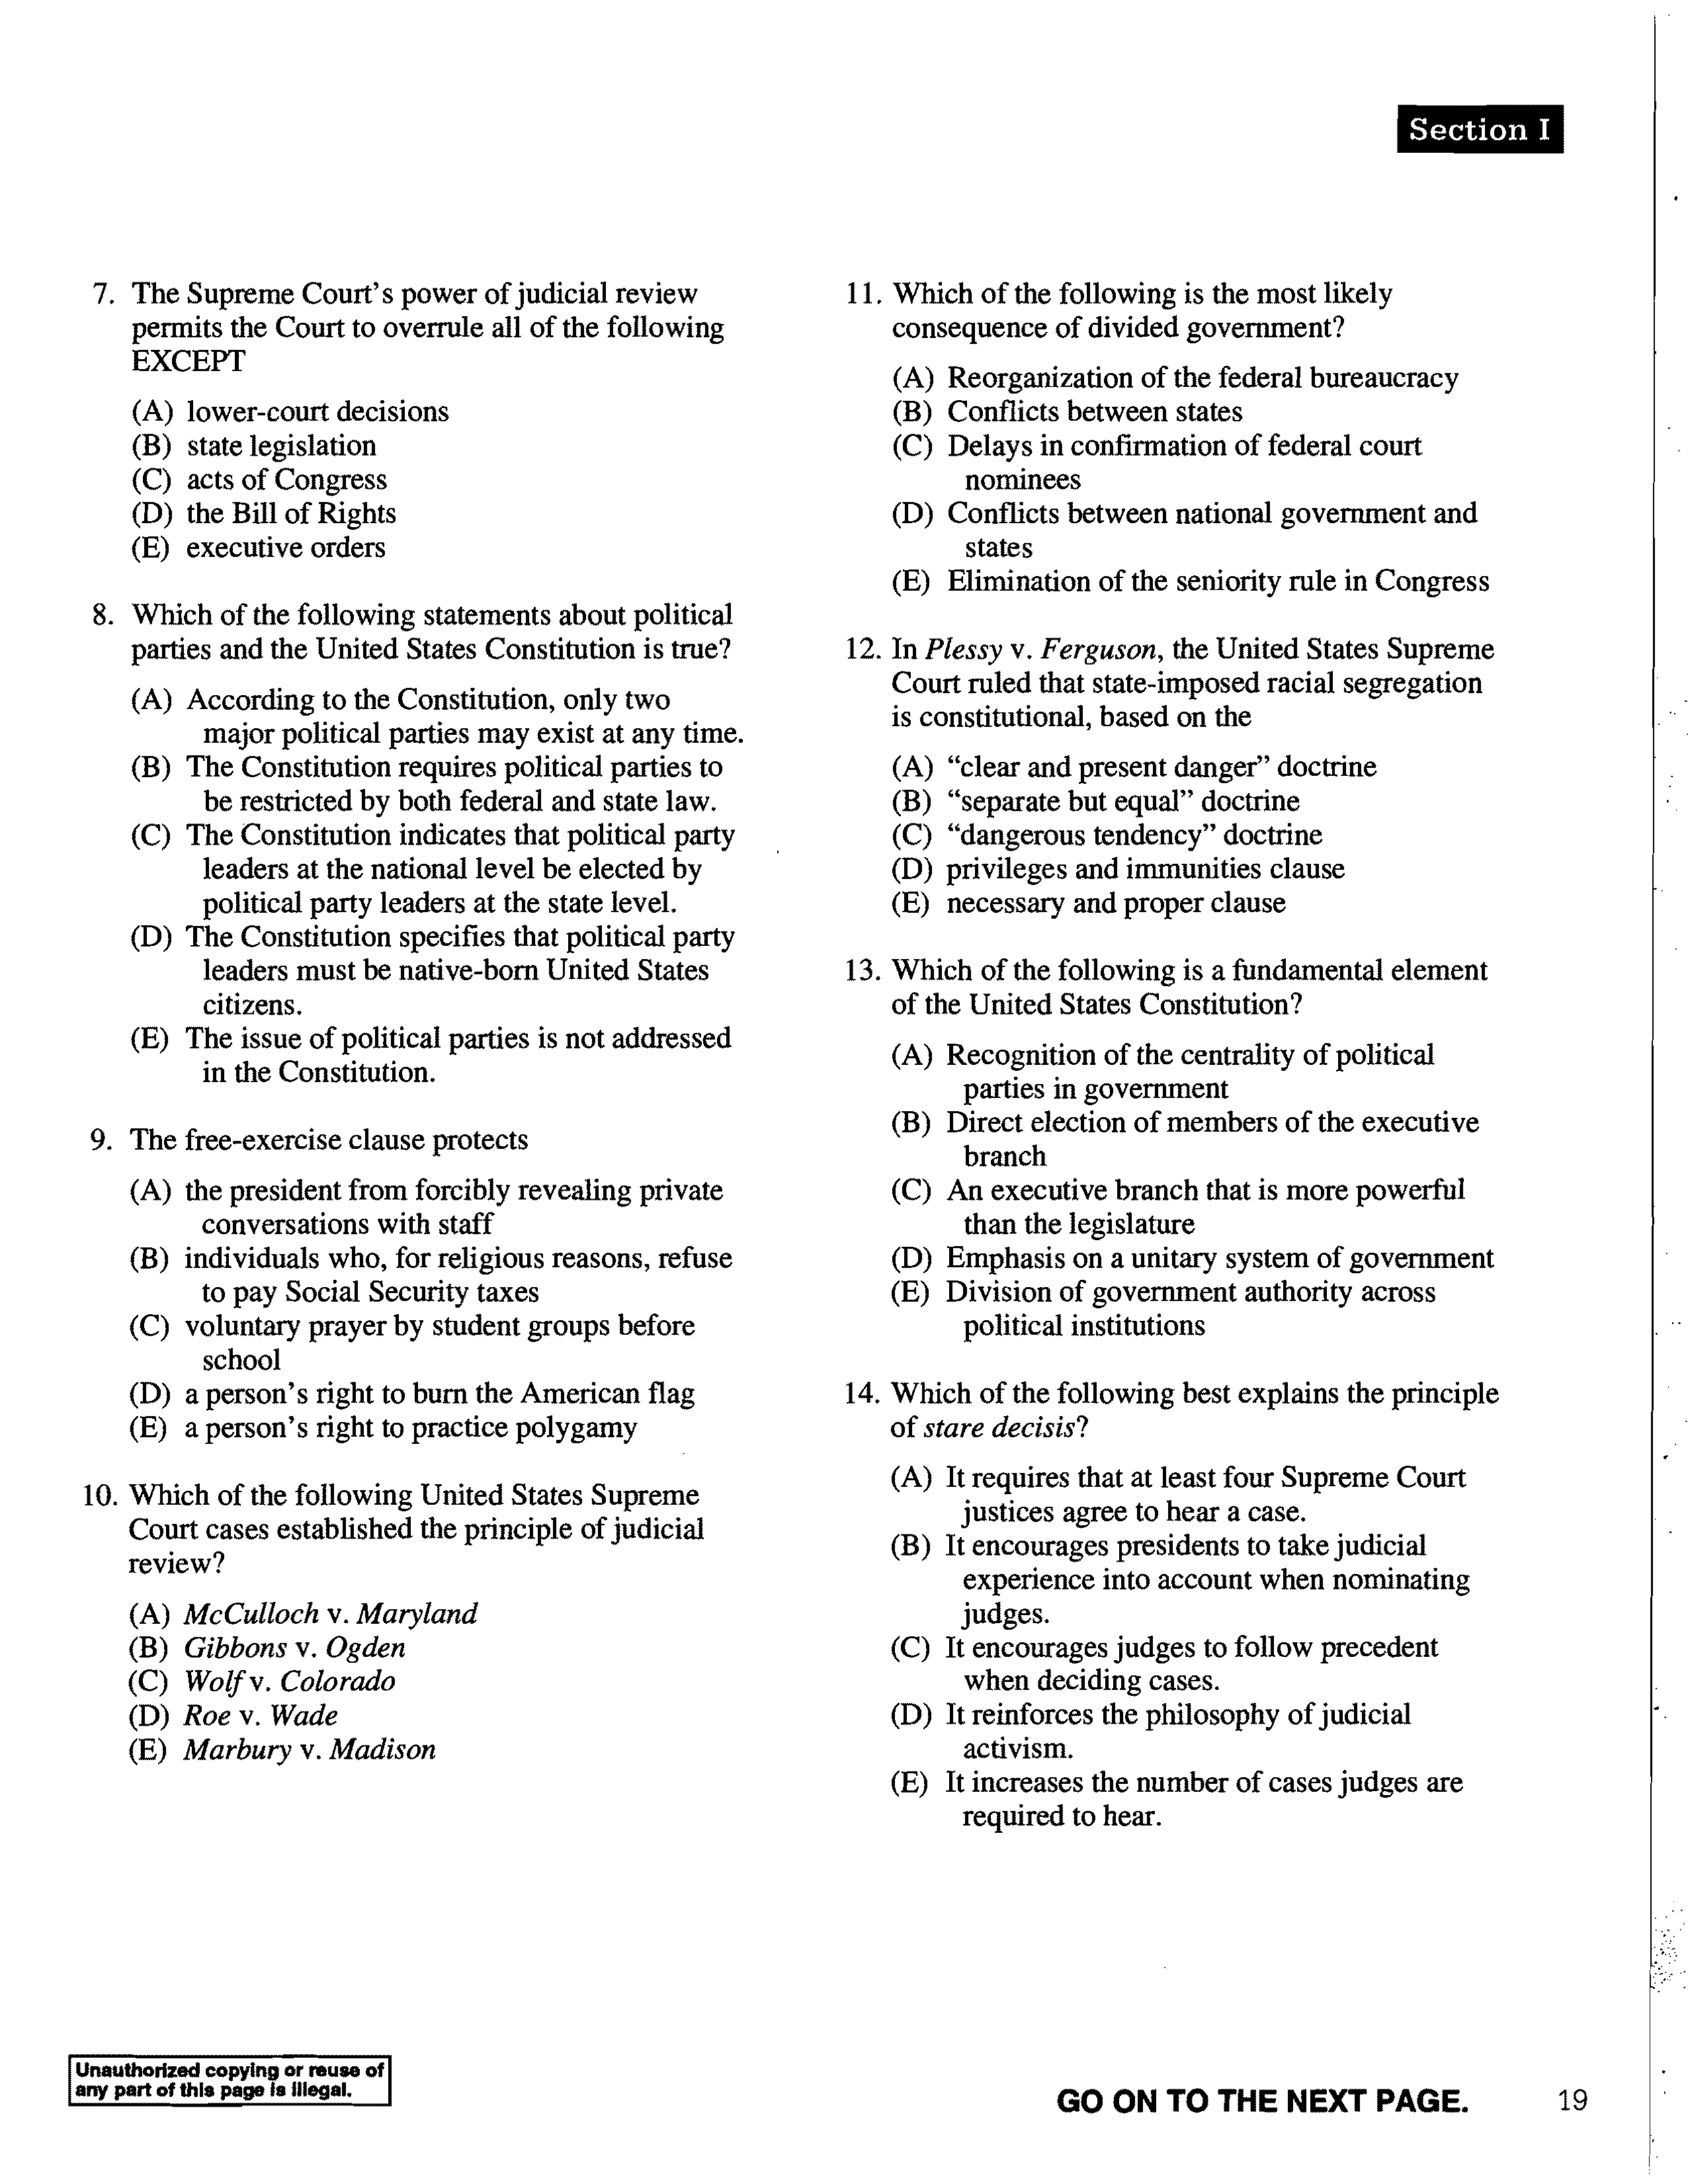 Section I
7. The Supreme Court's power of judicial review
permits the Court to overrule all of the following
EXCEPT
(A) lower-court decisions
(B) state legislation
(C) acts of Congress
(D) the Bill of Rights
(E) executive orders
8. Which of the following statements about political
parties and the United States Constitution is true?
(A) According to the Constitution, only two
major political parties may exist at any time.
(B) The Constitution requires political parties to
be restricted by both federal and state law.
(C) The Constitution indicates that political party
leaders at the national level be elected by
political party leaders at the state level.
(D) The Constitution specifies that political party
leaders must be native-born United States
citizens.
(E) The issue of political parties is not addressed
in the Constitution.
9. The free-exercise clause protects
(A) the president from forcibly revealing private
conversations with staff
(B) individuals who, for religious reasons, refuse
to pay Social Security taxes
(C) voluntary prayer by student groups before
school
(D) a person's right to burn the American flag
(E) a person's right to practice polygamy
10. Which of the following United States Supreme
Court cases established the principle of judicial
review?
(A) McCulloch v. Maryland
(B) Gibbons v. Ogden
(C) Wolf v. Colorado
(D) Roe v. Wade
(E) Marbury v. Madison
11. Which of the following is the most likely
consequence of divided government?
(A) Reorganization of the federal bureaucracy
(B) Conflicts between states
(C) Delays in confirmation of federal court
nominees
(D) Conflicts between national government and
states
(E) Elimination of the seniority rule in Congress
12. In Plessy v. Ferguson, the United States Supreme
Court ruled that state-imposed racial segregation
is constitutional, based on the
(A) "clear and present danger" doctrine
(B) "separate but equal" doctrine
(C) "dangerous tendency" doctrine
(D) privileges and immunities clause
(E) necessary and proper clause
13. Which of the following is a fundamental element
of the United States Constitution?
(A) Recognition of the centrality of political
parties in government
(B) Direct election of members of the executive
branch
(C) An executive branch that is more powerful
than the legislature
(D) Emphasis on a unitary system of government
(E) Division of government authority across
political institutions
14. Which of the following best explains the principle
of stare decisis?
(A) It requires that at least four Supreme Court
justices agree to hear a case.
(B) It encourages presidents to take judicial
experience into account when nominating
judges.
(C) It encourages judges to follow precedent
when deciding cases.
(D) It reinforces the philosophy of judicial
activism.
(E) It increases the number of cases judges are
required to hear.
Unauthorized copying or reuse of
any part of this page is illegal.
GO ON TO THE NEXT PAGE.
19